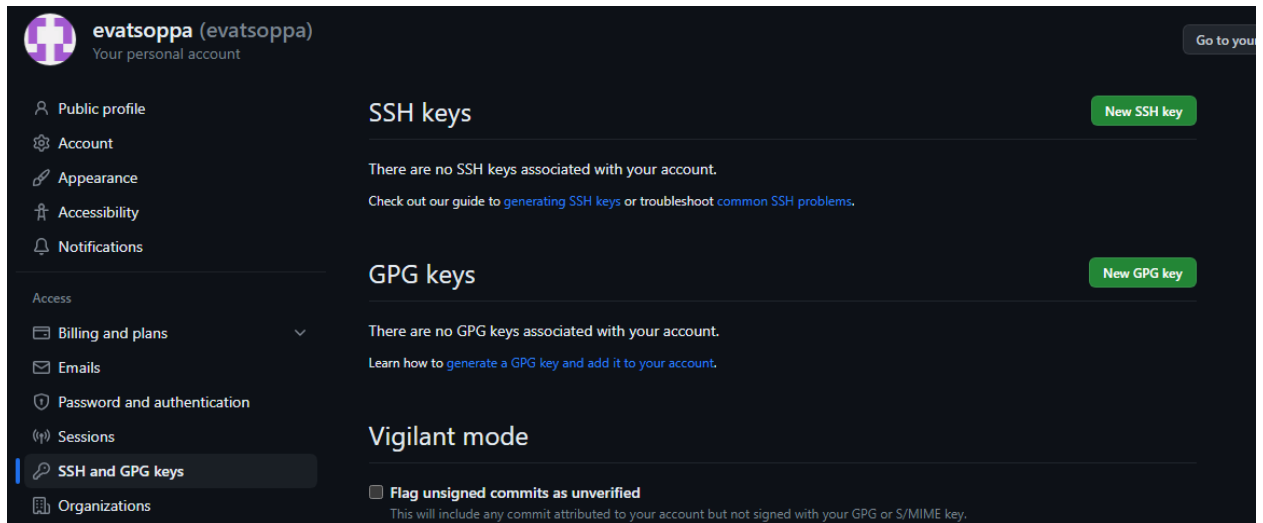 evatsoppa (evatsoppa)
Your personal account
Go to your
Public profile
Account
Appearance
Accessibility
Notifications
Access
Billing and plans
Emails
Password and authentication
Sessions
SSH and GPG keys
Organizations
SSH keys
New SSH key
There are no SSH keys associated with your account.
Check out our guide to generating SSH keys or troubleshoot common SSH problems.
GPG keys
New GPG key
There are no GPG keys associated with your account.
Learn how to generate a GPG key and add it to your account.
Vigilant mode
Flag unsigned commits as unverified
This will include any commit attributed to your account but not signed with your GPG or S/MIME key.